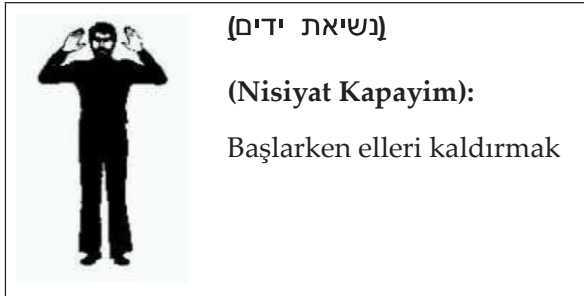 (נשיאת ידים)
(Nisiyat Kapayim):
Başlarken elleri kaldırmak